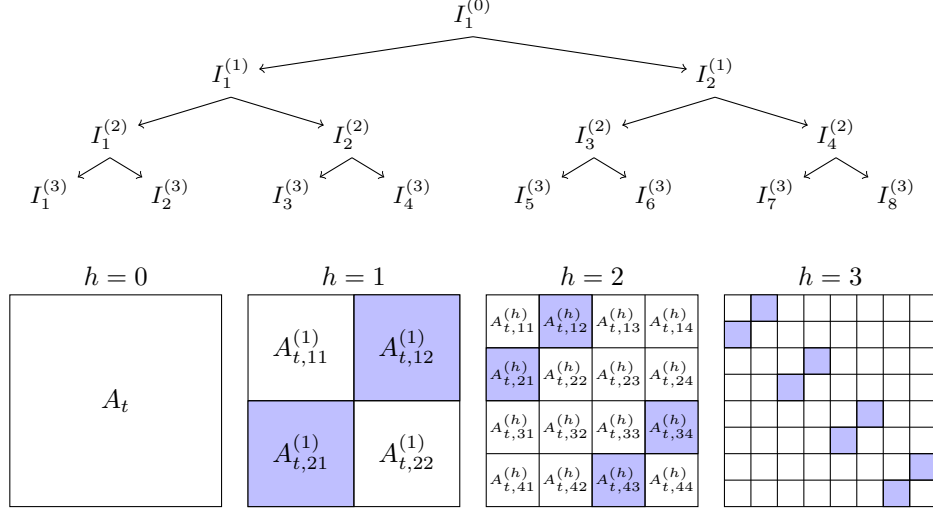 I_1^{(0)}
I_1^{(1)} I_2^{(1)}
I_1^{(2)} I_2^{(2)} I_3^{(2)} I_4^{(2)}
I_1^{(3)} I_2^{(3)} I_3^{(3)} I_4^{(3)} I_5^{(3)} I_6^{(3)} I_7^{(3)} I_8^{(3)}
h = 0 h = 1 h = 2 h = 3
A_t
A_{t,11}^{(1)} A_{t,12}^{(1)}
A_{t,21}^{(1)} A_{t,22}^{(1)}
A_{t,11}^{(h)} A_{t,12}^{(h)} A_{t,13}^{(h)} A_{t,14}^{(h)}
A_{t,21}^{(h)} A_{t,22}^{(h)} A_{t,23}^{(h)} A_{t,24}^{(h)}
A_{t,31}^{(h)} A_{t,32}^{(h)} A_{t,33}^{(h)} A_{t,34}^{(h)}
A_{t,41}^{(h)} A_{t,42}^{(h)} A_{t,43}^{(h)} A_{t,44}^{(h)}